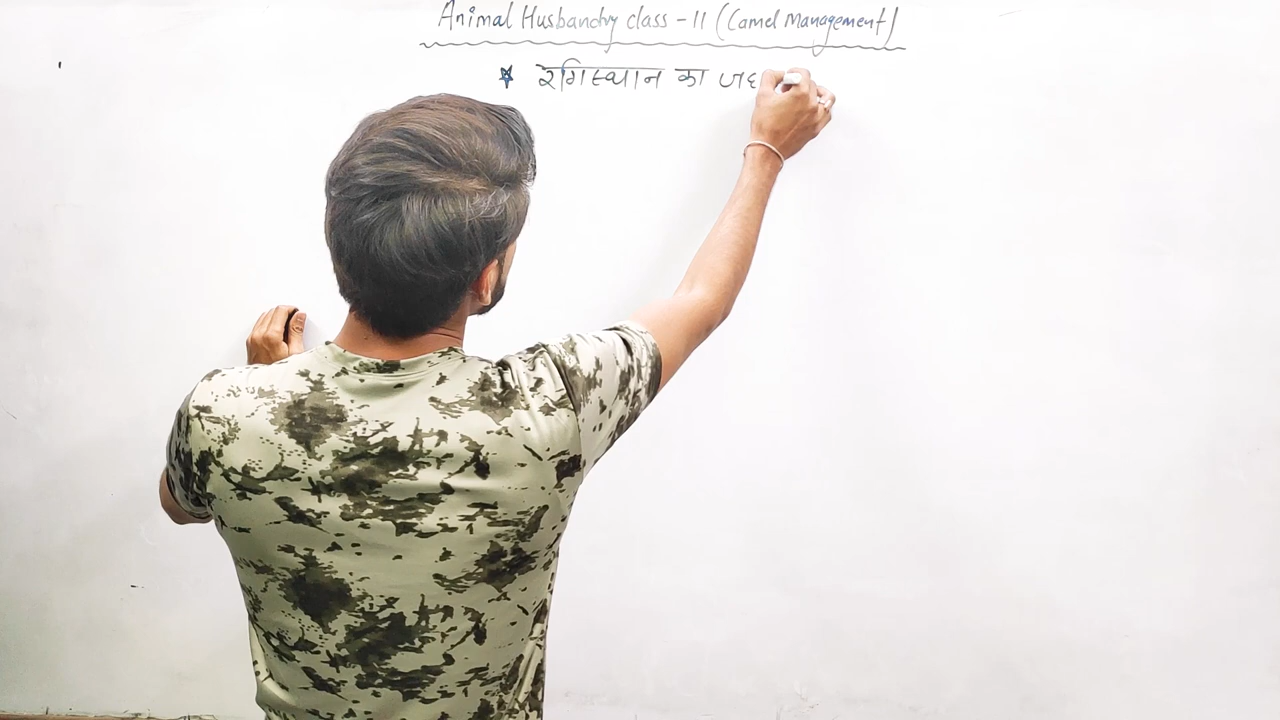 Animal Husbandry class - 11 (Camel Management)
★ रेगिस्थान का जह